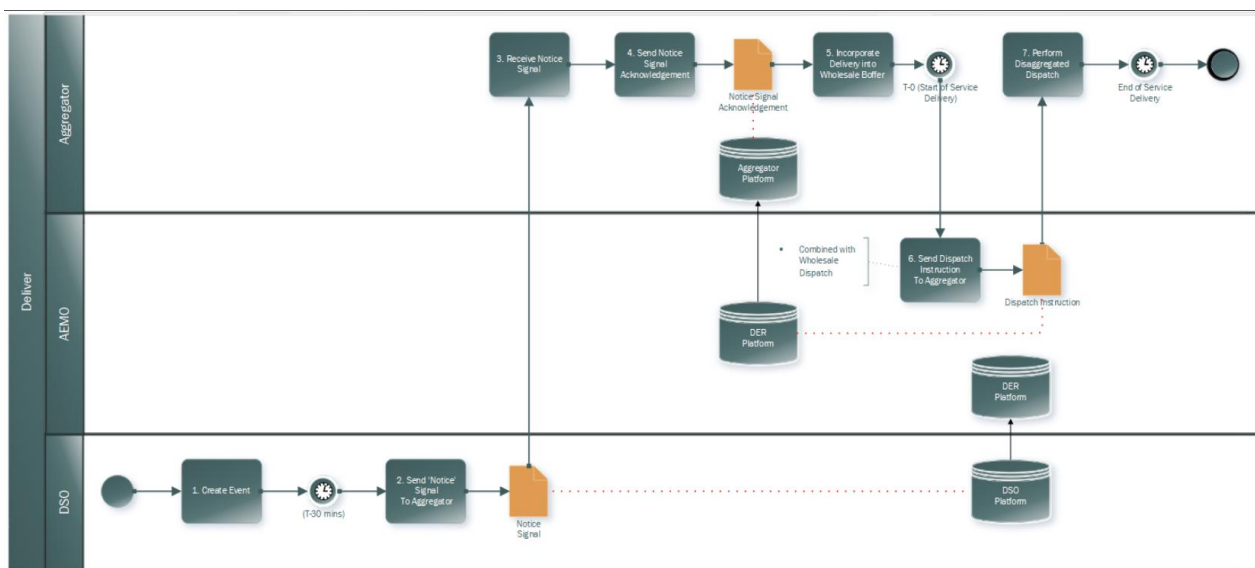 Deliver
Aggregator
3. Receive Notice
Signal
4. Send Notice
Signal
Acknowledgement
Notice Signal
Acknowledgement
5. Incorporate
Delivery into
Wholesale Boffer
T-0 (Start of Service
Delivery)
7. Perform
Disaggregated
Dispatch
End of Service
Delivery
Aggregator
Platform
AEMO
• Combined with
Wholesale
Dispatch
6. Send Dispatch
Instruction
To Aggregator
Dispatch Instruction
DER
Platform
DER
Platform
DSO
1. Create Event
(T-30 mins)
2. Send 'Notice'
Signal
To Aggregator
Notice
Signal
DSO
Platform